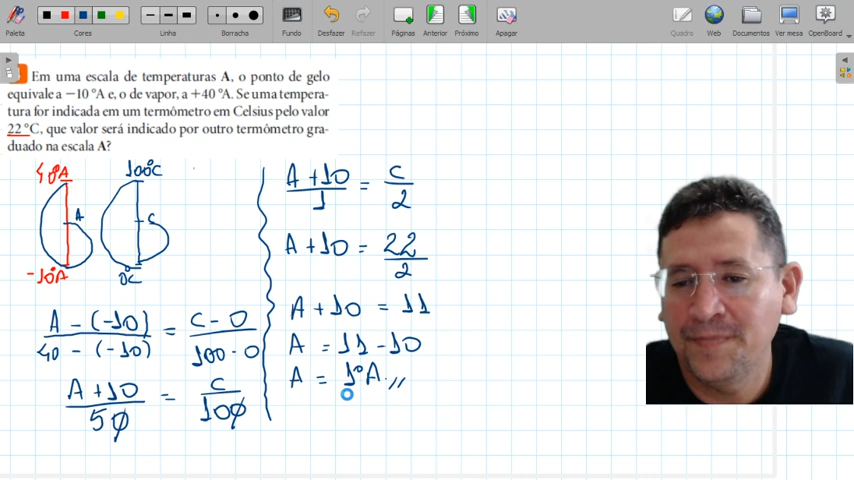 Paleta
Cores
Linha
Borracha
Fundo
Desfazer
Refazer
Apagar
Páginas
Anterior
Próximo
Quadro
Web
Documentos
Ver mesa
OpenBoard
Em uma escala de temperaturas A, o ponto de gelo
equivale a −10 °A e, o de vapor, a +40 °A. Se uma tempera-
tura for indicada em um termômetro em Celsius pelo valor
22 °C, que valor será indicado por outro termômetro gra-
duado na escala A?
40°A 100°C
A C
-10°A 0C
A - (-10) / 40 - (-10) = C - 0 / 100 - 0
A + 10 / 50 = C / 100
A + 10 / 1 = C / 2
A + 10 = 22 / 2
A + 10 = 11
A = 11 - 10
A = 1°A //